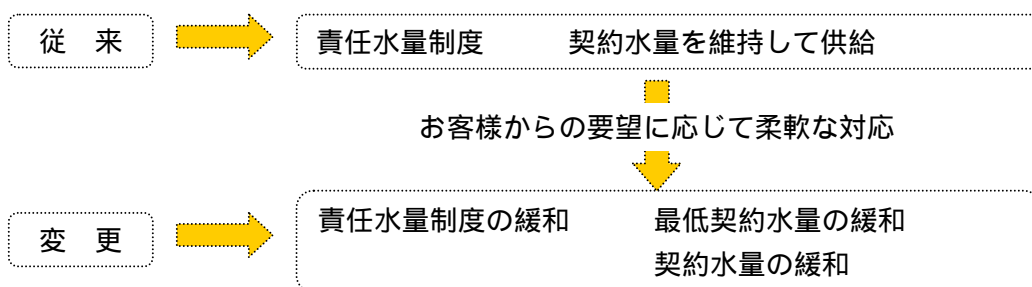 従 来
責任水量制度 契約水量を維持して供給
お客様からの要望に応じて柔軟な対応
変 更
責任水量制度の緩和 最低契約水量の緩和
契約水量の緩和